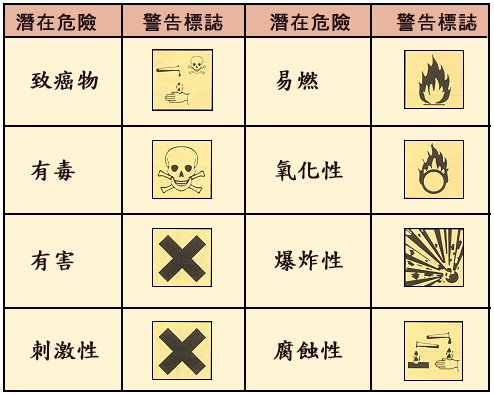 潛在危險 警告標誌 潛在危險 警告標誌
致癌物 易燃
有毒 氧化性
有害 爆炸性
刺激性 腐蝕性